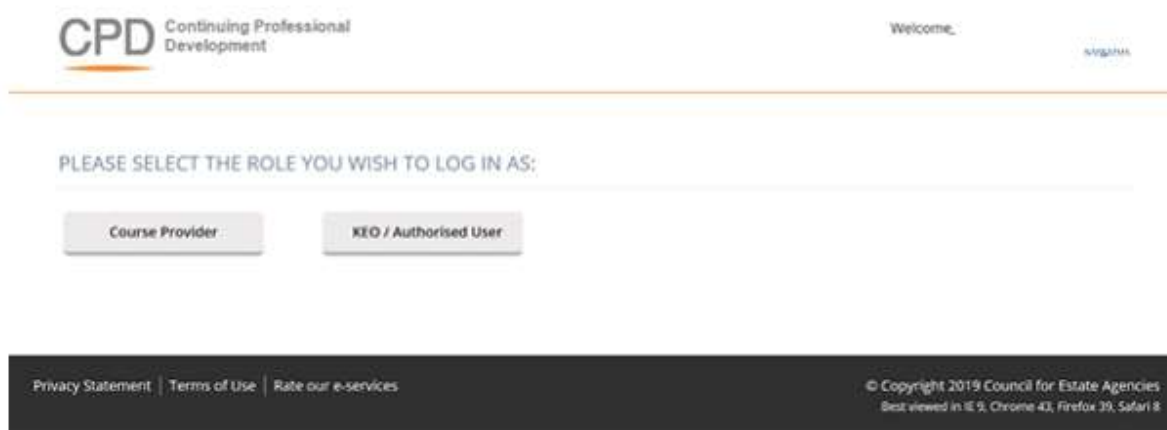 CPD Continuing Professional
Development
Welcome,
PLEASE SELECT THE ROLE YOU WISH TO LOG IN AS:
Course Provider
KEO / Authorised User
Privacy Statement | Terms of Use | Rate our e-services
© Copyright 2019 Council for Estate Agencies
Best viewed in IE 9, Chrome 43, Firefox 39, Safari 8